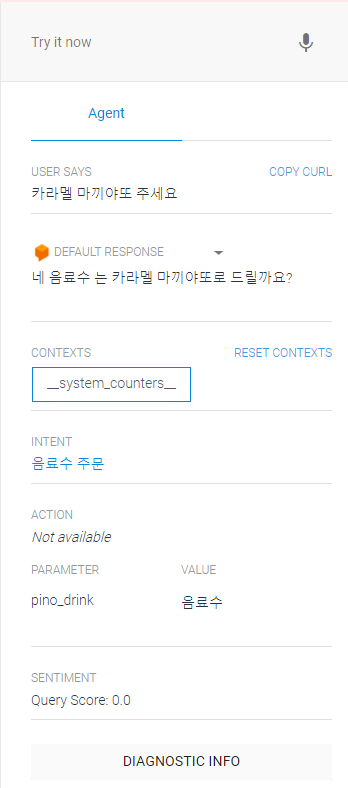 Try it now
Agent
USER SAYS COPY CURL
카라멜 마끼야또 주세요
DEFAULT RESPONSE
네 음료수 는 카라멜 마끼야또로 드릴까요?
CONTEXTS RESET CONTEXTS
__system_counters__
INTENT
음료수 주문
ACTION
Not available
PARAMETER VALUE
pino_drink 음료수
SENTIMENT
Query Score: 0.0
DIAGNOSTIC INFO